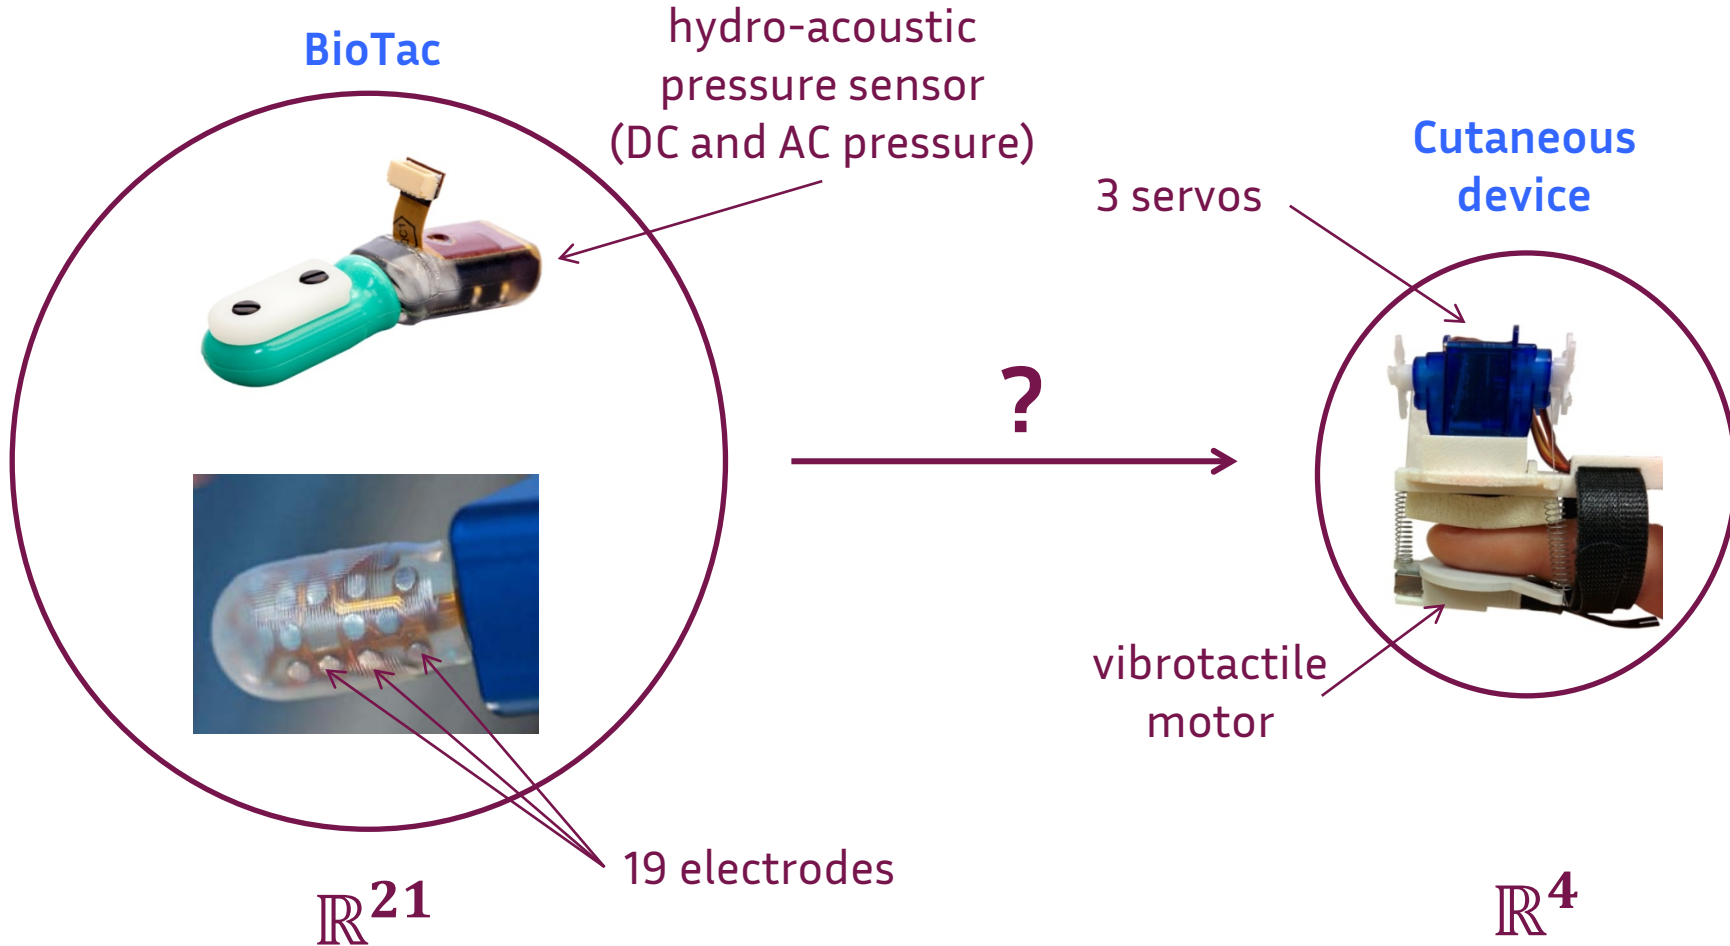 BioTac
hydro-acoustic
pressure sensor
(DC and AC pressure)
Cutaneous
device
3 servos
?
vibrotactile
motor
19 electrodes
ℝ²¹
ℝ⁴